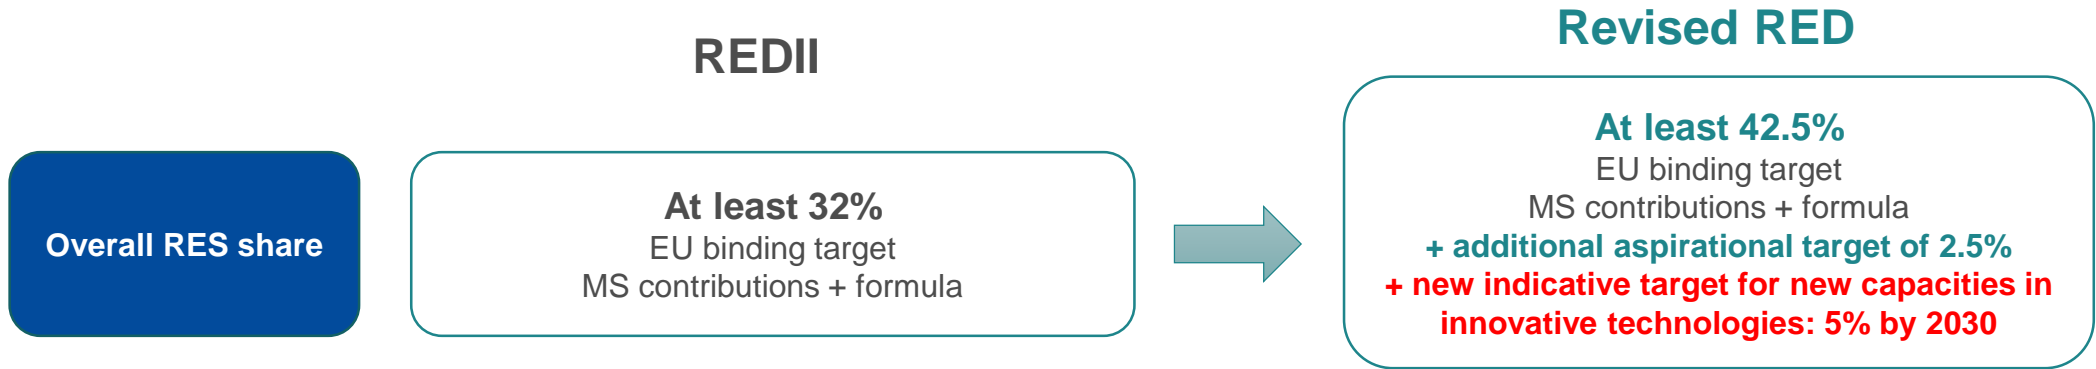 REDII
Revised RED
Overall RES share
At least 32%
EU binding target
MS contributions + formula
At least 42.5%
EU binding target
MS contributions + formula
+ additional aspirational target of 2.5%
+ new indicative target for new capacities in
innovative technologies: 5% by 2030